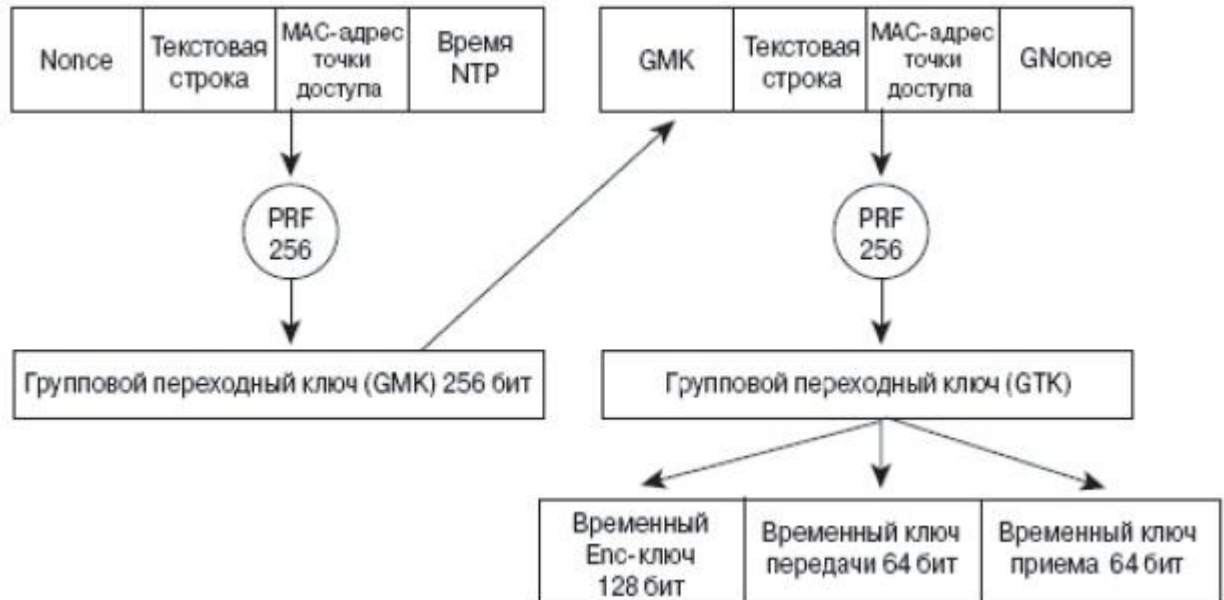 Nonce
Текстовая
строка
MAC-адрес
точки
доступа
Время
NTP
GMK
Текстовая
строка
MAC-адрес
точки
доступа
GNonce
PRF
256
PRF
256
Групповой переходный ключ (GMK) 256 бит
Групповой переходный ключ (GTK)
Временный
Enc-ключ
128 бит
Временный ключ
передачи 64 бит
Временный ключ
приема 64 бит